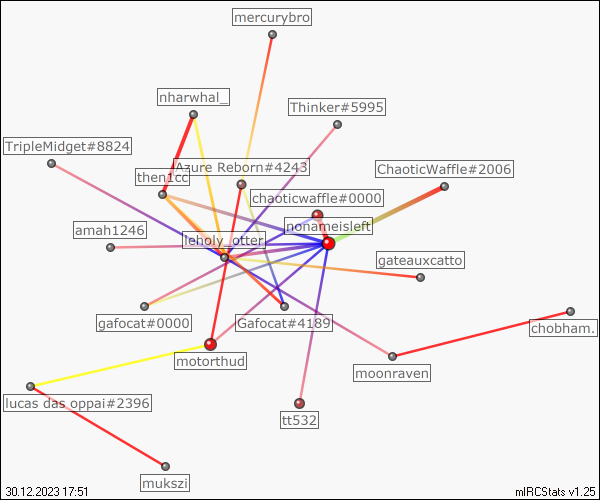 mercurybro
nharwhal_
Thinker#5995
TripleMidget#8824
Azure Reborn#4243
ChaoticWaffle#2006
then1cc
chaoticwaffle#0000
amah1246
nonameisleft
leholy_otter
gateauxcatto
gafocat#0000
Gafocat#4189
chobham.
motorthud
moonraven
lucas das oppai#2396
tt532
mukszi
30.12.2023 17:51
mIRCStats v1.25